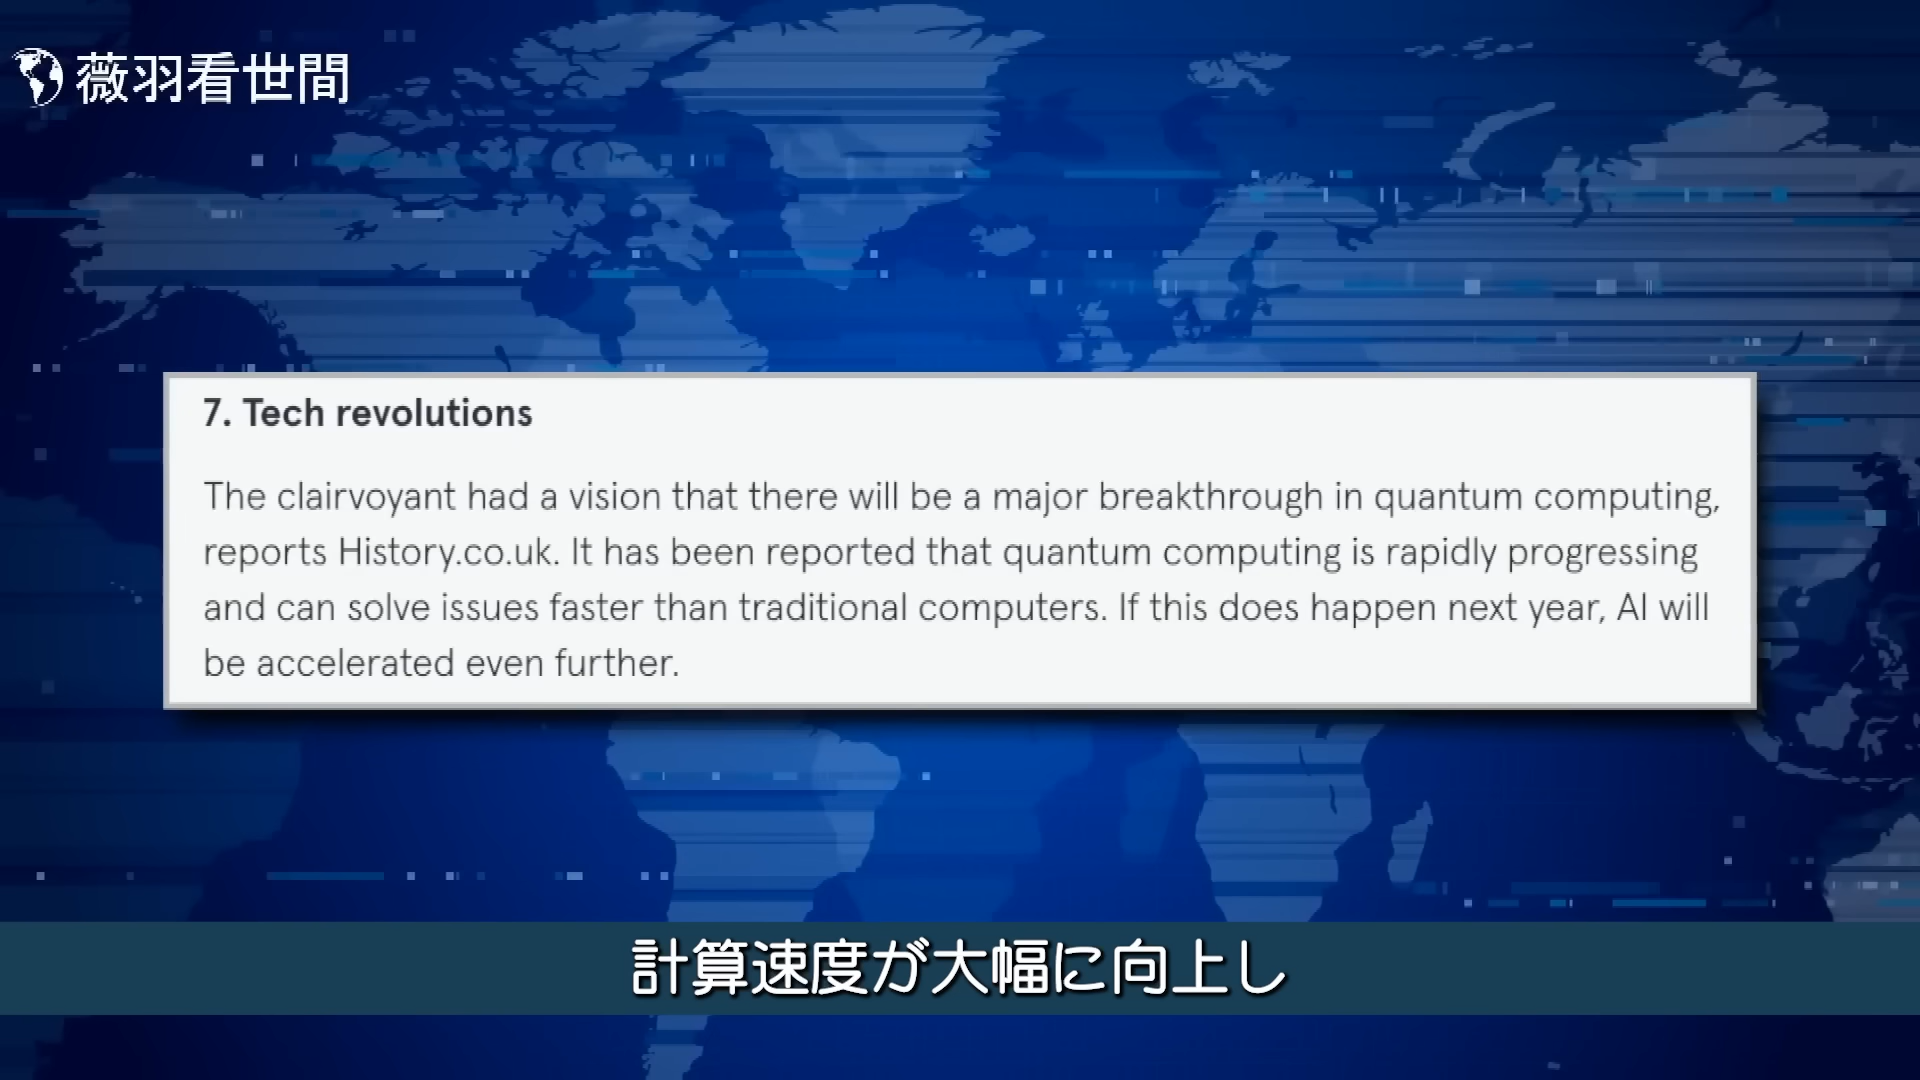 薇羽看世間
7. Tech revolutions
The clairvoyant had a vision that there will be a major breakthrough in quantum computing,
reports History.co.uk. It has been reported that quantum computing is rapidly progressing
and can solve issues faster than traditional computers. If this does happen next year, AI will
be accelerated even further.
計算速度が大幅に向上し